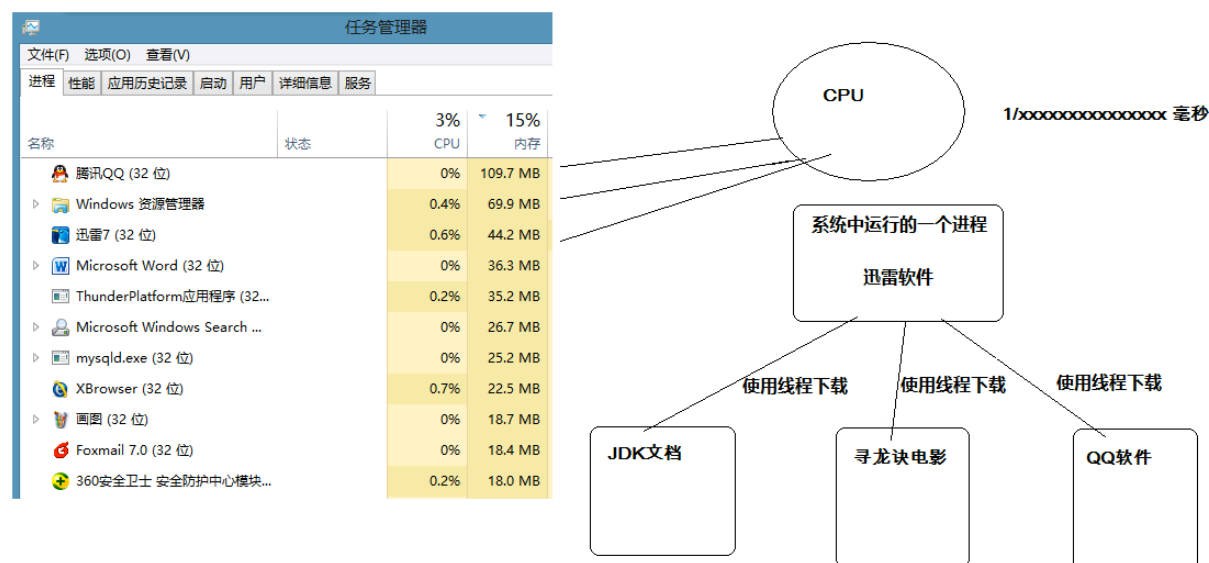 任务管理器
文件(F) 选项(O) 查看(V)
进程 性能 应用历史记录 启动 用户 详细信息 服务
3% 15%
名称 状态 CPU 内存
腾讯QQ (32 位) 0% 109.7 MB
Windows 资源管理器 0.4% 69.9 MB
迅雷7 (32 位) 0.6% 44.2 MB
Microsoft Word (32 位) 0% 36.3 MB
ThunderPlatform应用程序 (32... 0.2% 35.2 MB
Microsoft Windows Search ... 0% 26.7 MB
mysqld.exe (32 位) 0% 25.2 MB
XBrowser (32 位) 0.7% 22.5 MB
画图 (32 位) 0% 18.7 MB
Foxmail 7.0 (32 位) 0% 18.4 MB
360安全卫士 安全防护中心模块... 0.2% 18.0 MB
CPU
1/xxxxxxxxxxxxxxx 毫秒
系统中运行的一个进程
迅雷软件
使用线程下载 使用线程下载 使用线程下载
JDK文档 寻龙诀电影 QQ软件